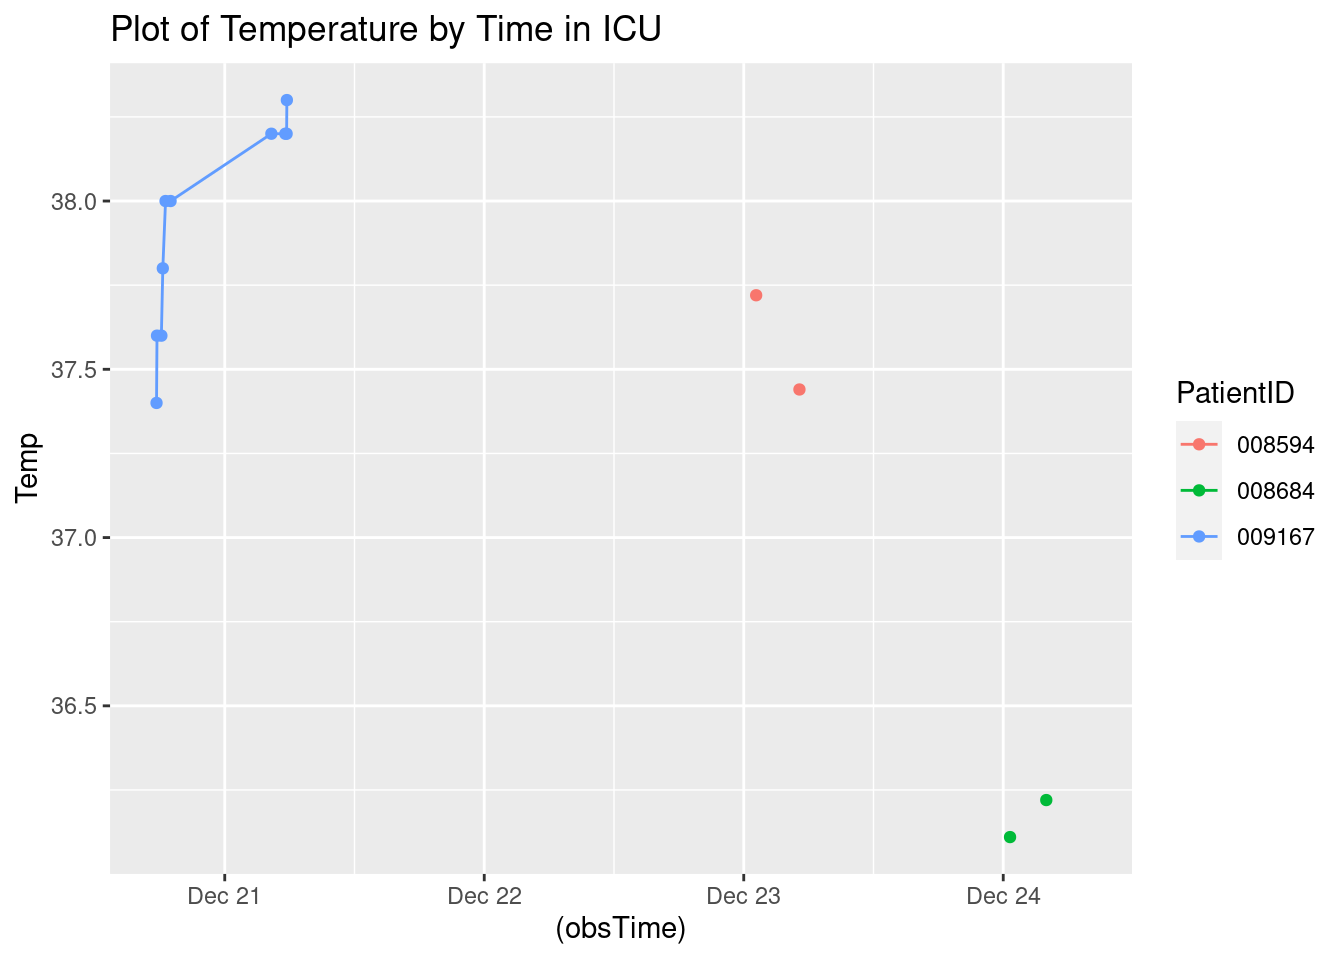 Plot of Temperature by Time in ICU
38.0
37.5
37.0
36.5
Temp
Dec 21
Dec 22
Dec 23
Dec 24
(obsTime)
PatientID
008594
008684
009167